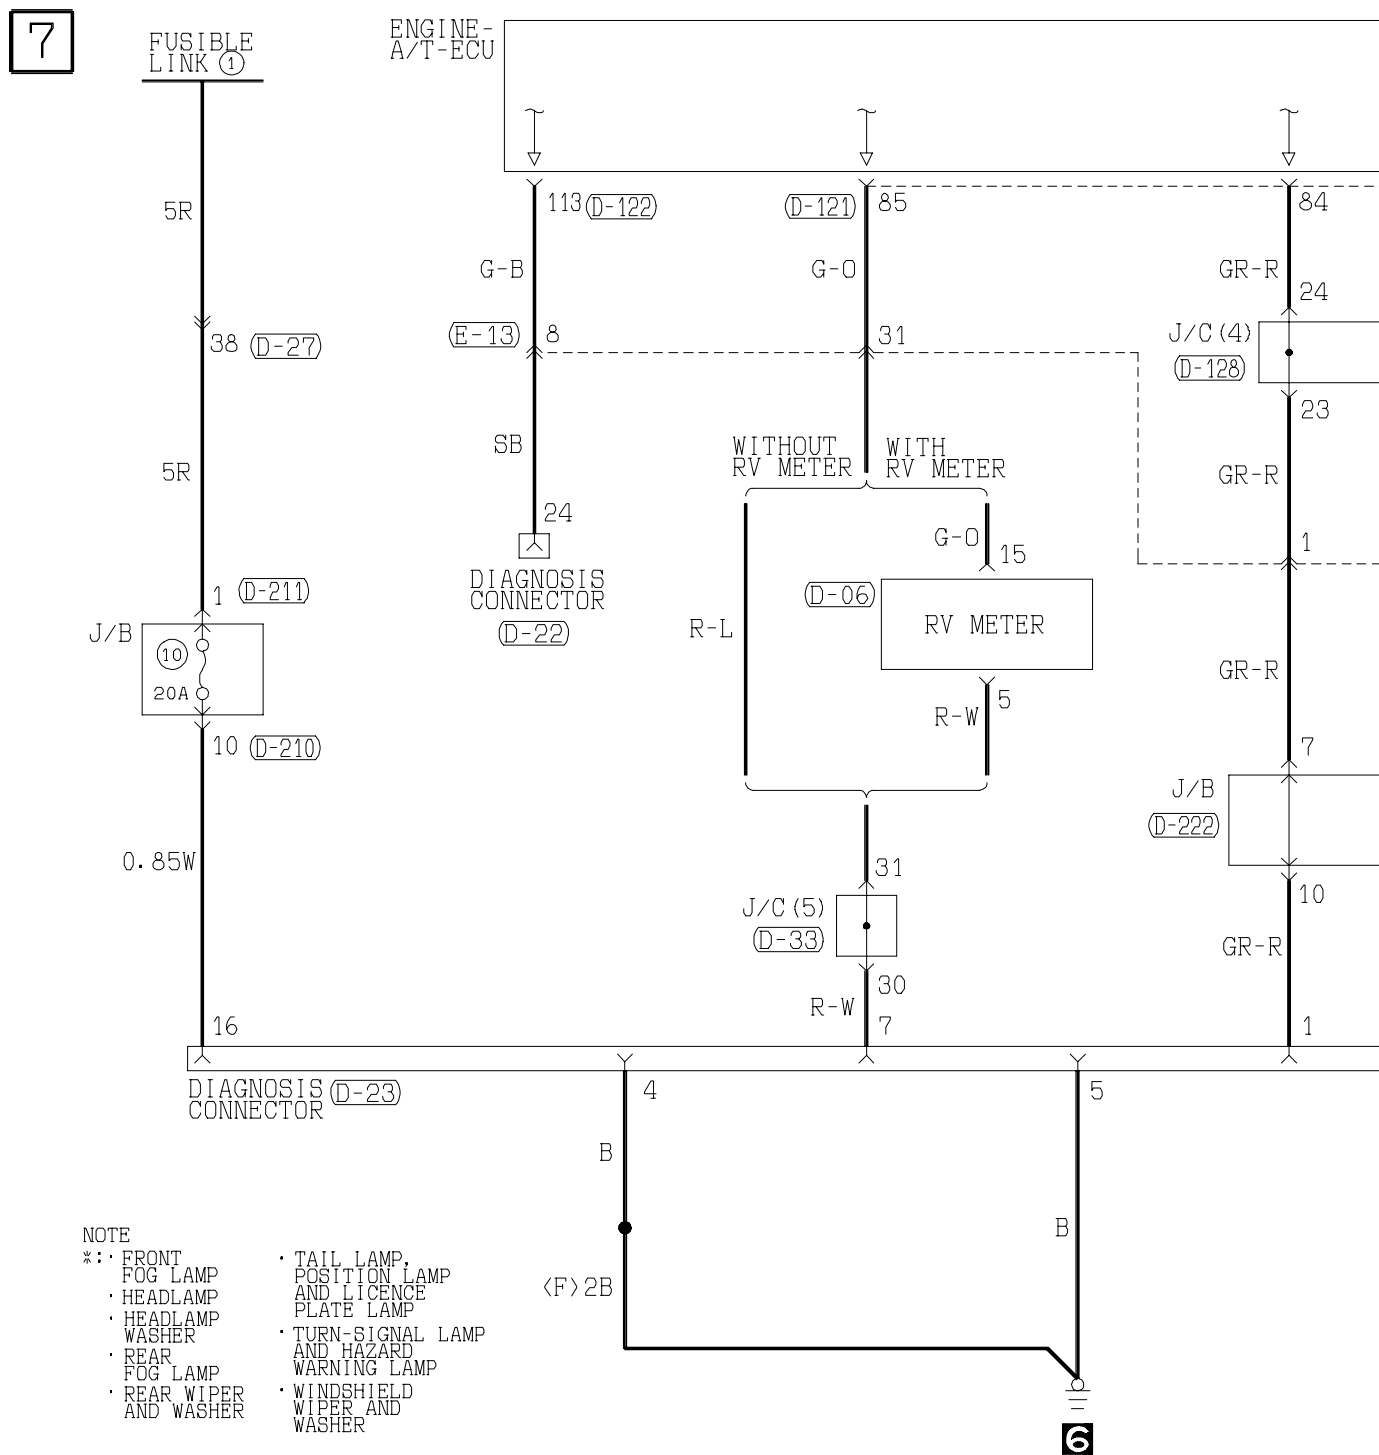 7
FUSIBLE
LINK ①
ENGINE-
A/T-ECU
113 (D-122)
(D-121) 85
84
5R
G-B
G-O
GR-R
24
38 (D-27)
(E-13) 8
31
J/C(4)
(D-128)
23
5R
SB
WITHOUT
RV METER
WITH
RV METER
GR-R
24
G-O
15
1
DIAGNOSIS
CONNECTOR
(D-22)
1 (D-211)
J/B
⑩
20A
10 (D-210)
R-L
(D-06)
RV METER
5
R-W
GR-R
7
J/B
(D-222)
10
0.85W
31
J/C(5)
(D-33)
30
R-W
7
GR-R
16
1
DIAGNOSIS
CONNECTOR
(D-23)
4
5
B
B
<F>2B
6
NOTE
*:· FRONT
FOG LAMP
· HEADLAMP
· HEADLAMP
WASHER
· REAR
FOG LAMP
· REAR WIPER
AND WASHER
· TAIL LAMP,
POSITION LAMP
AND LICENCE
PLATE LAMP
· TURN-SIGNAL LAMP
AND HAZARD
WARNING LAMP
· WINDSHIELD
WIPER AND
WASHER